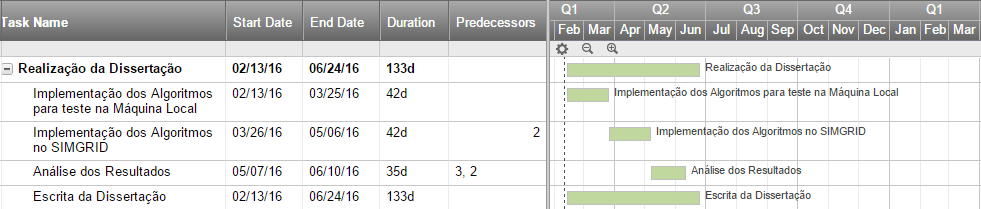 Task Name Start Date End Date Duration Predecessors
Q1 Q2 Q3 Q4 Q1
Feb Mar Apr May Jun Jul Aug Sep Oct Nov Dec Jan Feb Mar
Realização da Dissertação 02/13/16 06/24/16 133d Realização da Dissertação
Implementação dos Algoritmos
para teste na Máquina Local
02/13/16 03/25/16 42d Implementação dos Algoritmos para teste na Máquina Local
Implementação dos Algoritmos
no SIMGRID
03/26/16 05/06/16 42d 2 Implementação dos Algoritmos no SIMGRID
Análise dos Resultados 05/07/16 06/10/16 35d 3, 2 Análise dos Resultados
Escrita da Dissertação 02/13/16 06/24/16 133d Escrita da Dissertação